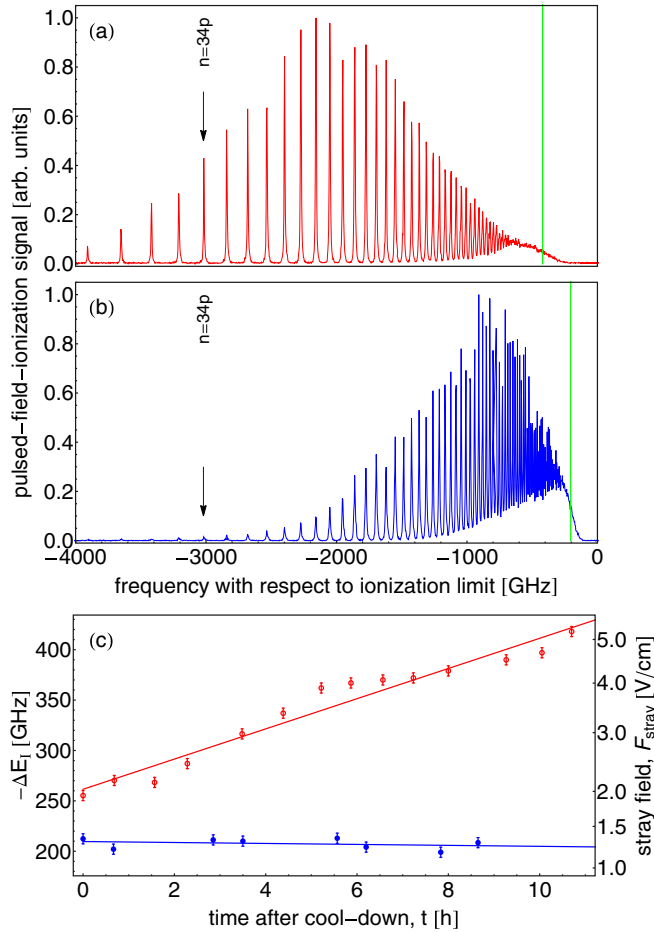 (a)
n=34p
1.0
0.8
0.6
0.4
0.2
0.0
(b)
n=34p
1.0
0.8
0.6
0.4
0.2
0.0
pulsed-field-ionization signal [arb. units]
-4000 -3000 -2000 -1000 0
frequency with respect to ionization limit [GHz]
(c)
400
350
300
250
200
-ΔE_I [GHz]
5.0
4.0
3.0
2.0
1.5
1.0
stray field, F_stray [V/cm]
0 2 4 6 8 10
time after cool-down, t [h]